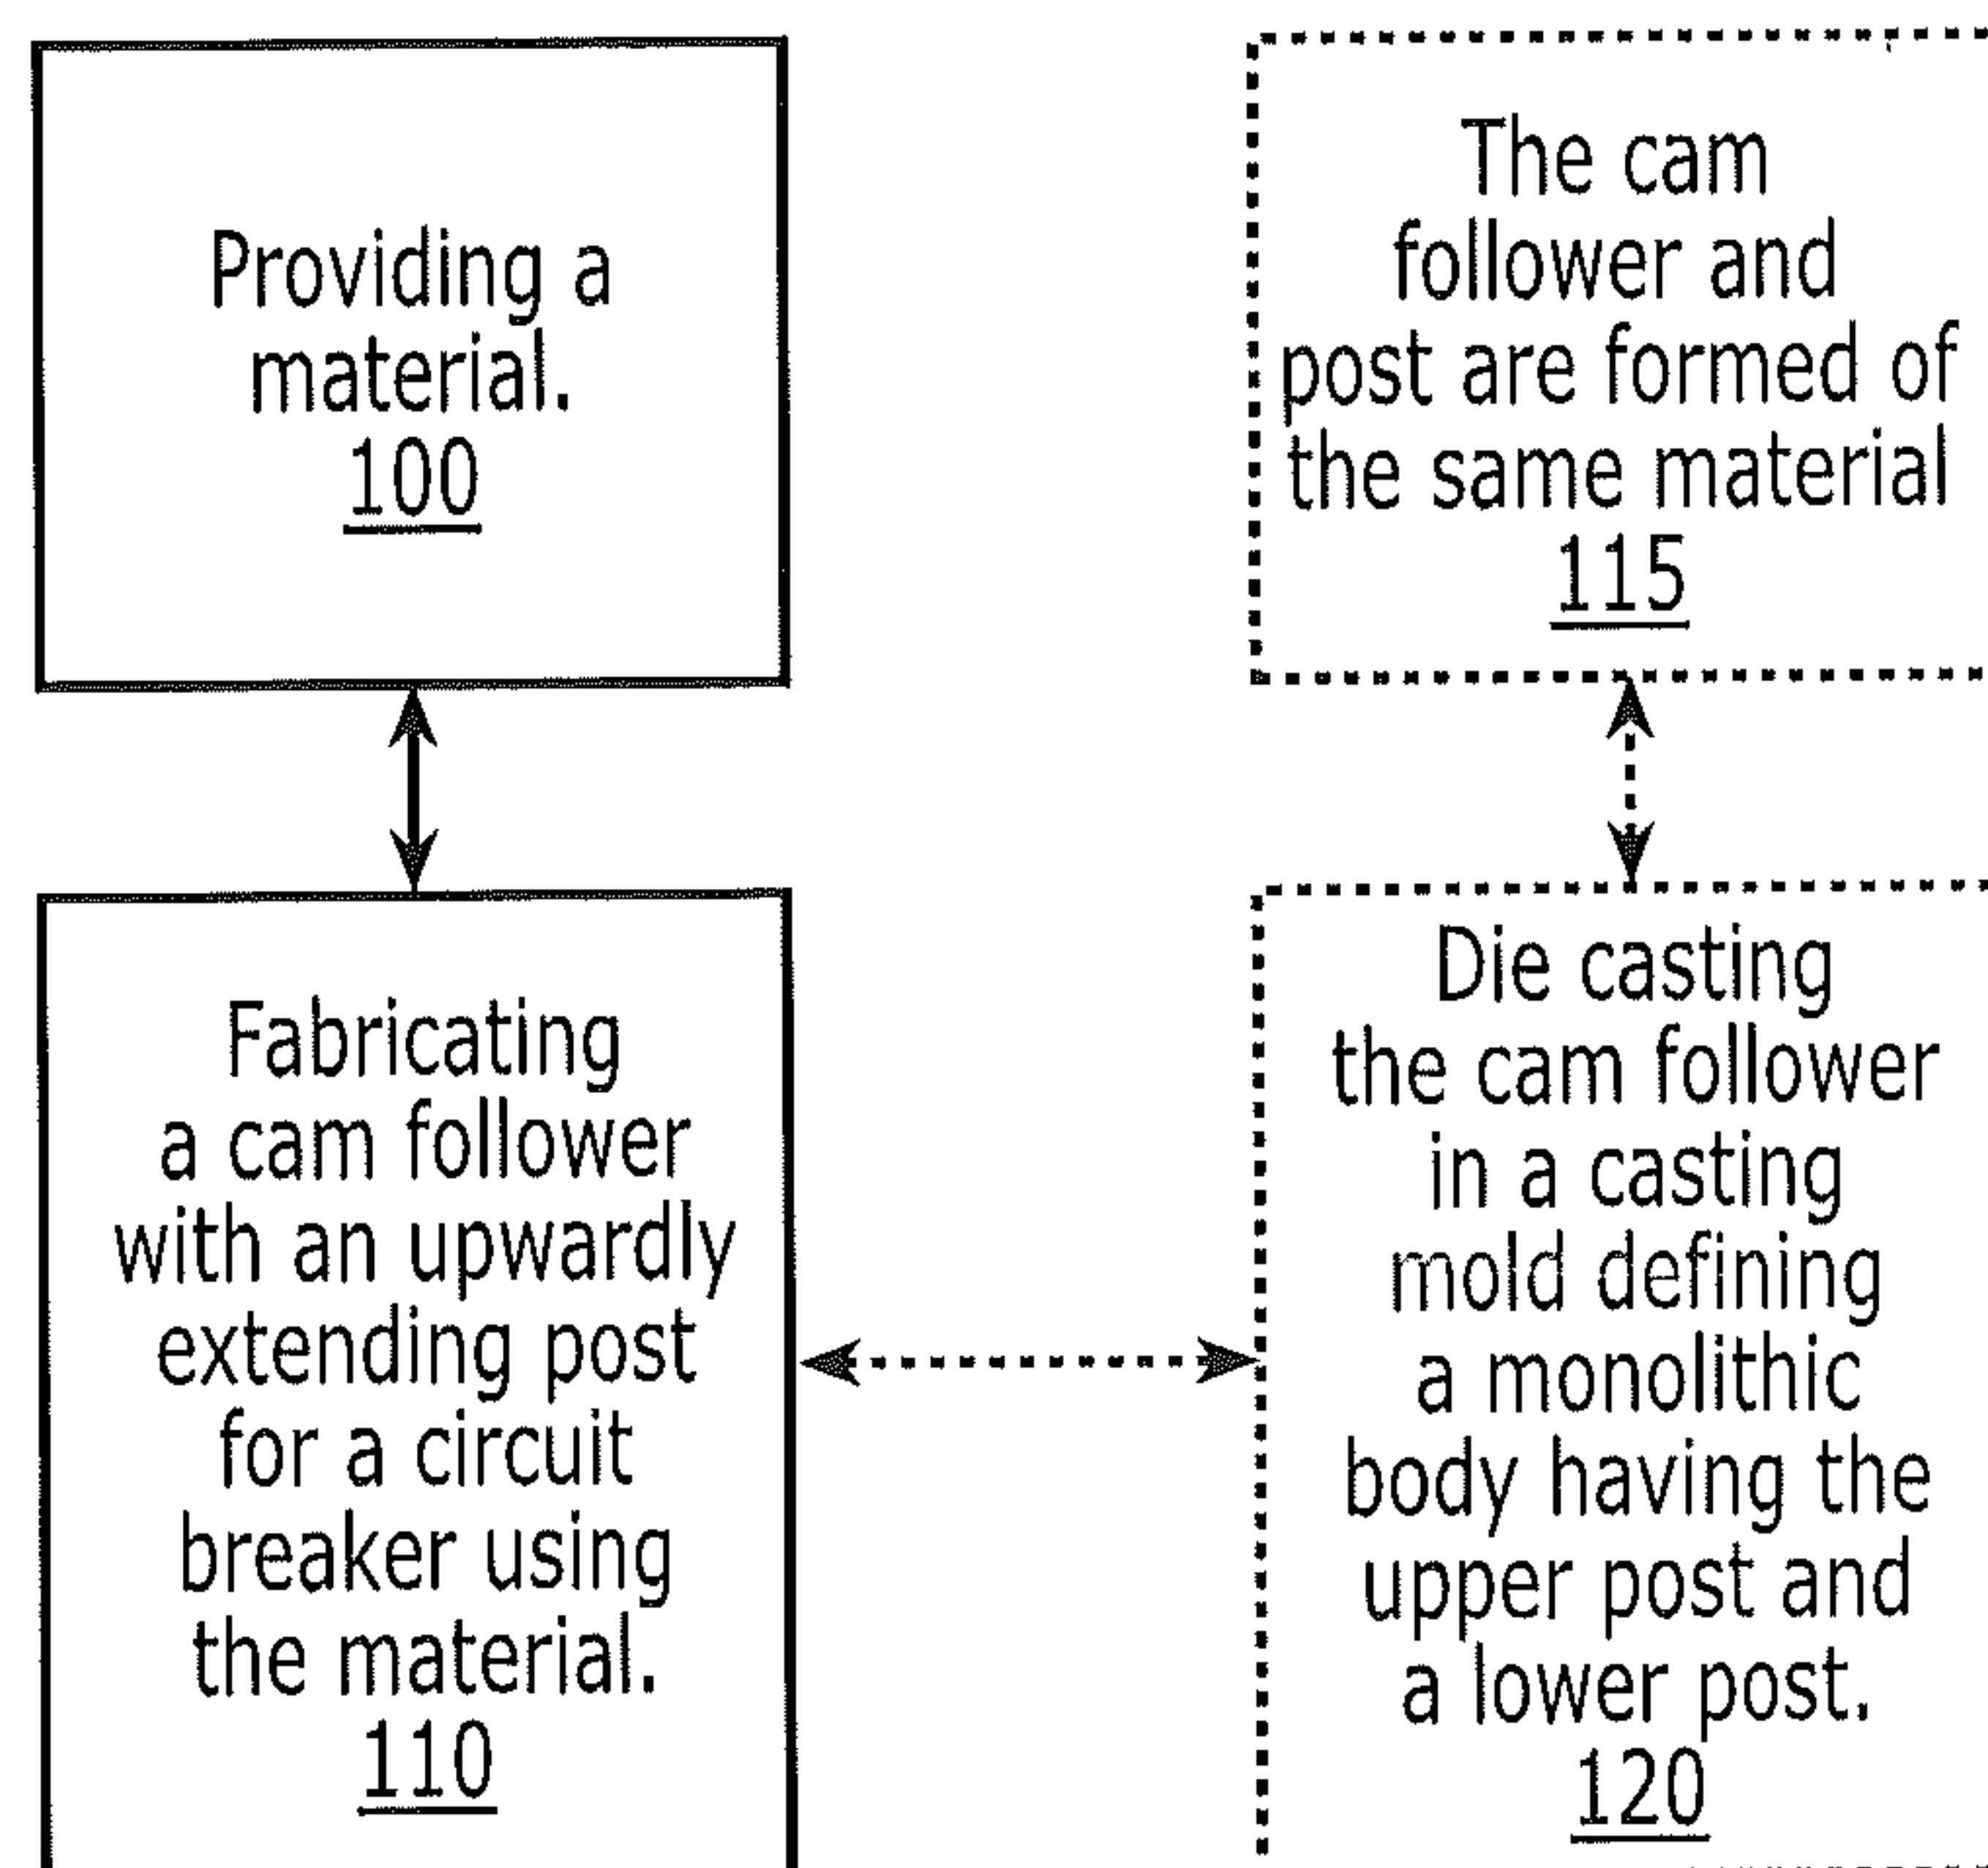 Providing a
material.
100
The cam
follower and
post are formed of
the same material
115
Fabricating
a cam follower
with an upwardly
extending post
for a circuit
breaker using
the material.
110
Die casting
the cam follower
in a casting
mold defining
a monolithic
body having the
upper post and
a lower post.
120